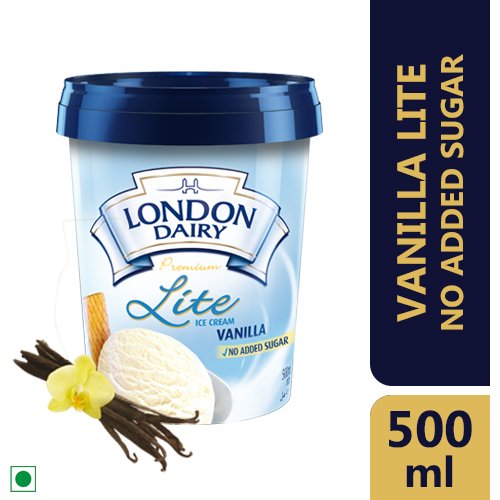 LONDON
DAIRY
Premium
Lite
ICE CREAM
VANILLA
✓NO ADDED SUGAR
VANILLA LITE
NO ADDED SUGAR
500
ml